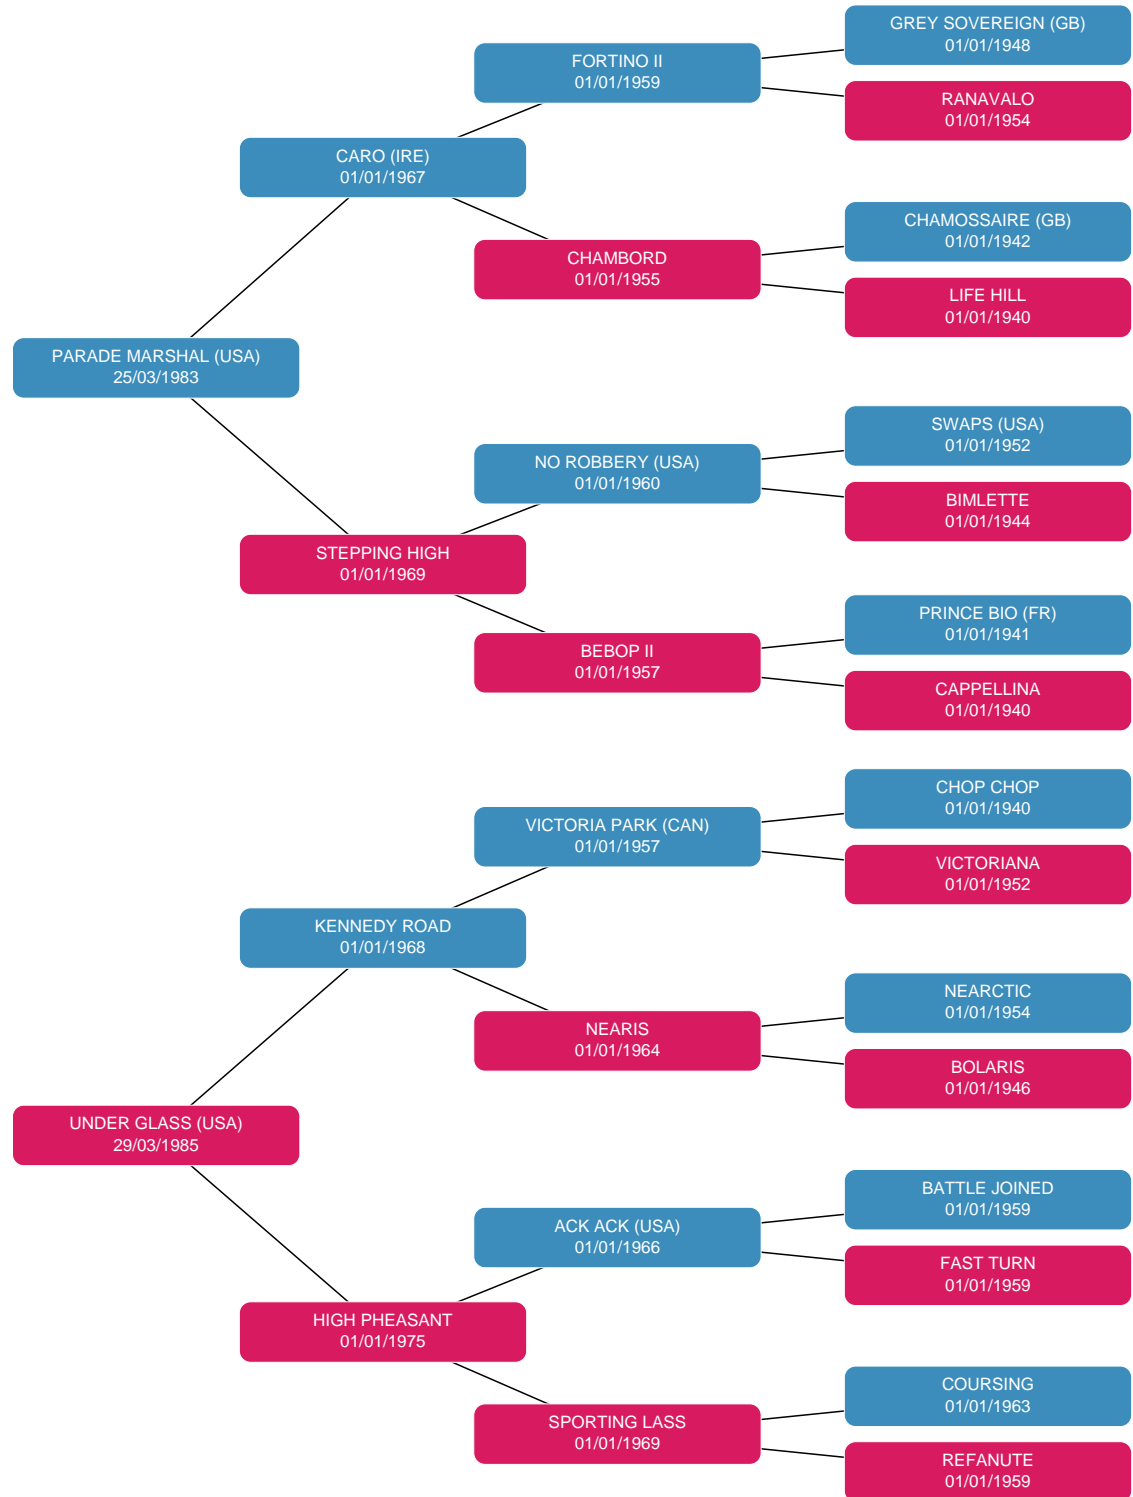 GREY SOVEREIGN (GB)
01/01/1948
FORTINO II
01/01/1959
RANAVALO
01/01/1954
CARO (IRE)
01/01/1967
CHAMOSSAIRE (GB)
01/01/1942
CHAMBORD
01/01/1955
LIFE HILL
01/01/1940
PARADE MARSHAL (USA)
25/03/1983
SWAPS (USA)
01/01/1952
NO ROBBERY (USA)
01/01/1960
BIMLETTE
01/01/1944
STEPPING HIGH
01/01/1969
PRINCE BIO (FR)
01/01/1941
BEBOP II
01/01/1957
CAPPELLINA
01/01/1940
CHOP CHOP
01/01/1940
VICTORIA PARK (CAN)
01/01/1957
VICTORIANA
01/01/1952
KENNEDY ROAD
01/01/1968
NEARCTIC
01/01/1954
NEARIS
01/01/1964
BOLARIS
01/01/1946
UNDER GLASS (USA)
29/03/1985
BATTLE JOINED
01/01/1959
ACK ACK (USA)
01/01/1966
FAST TURN
01/01/1959
HIGH PHEASANT
01/01/1975
COURSING
01/01/1963
SPORTING LASS
01/01/1969
REFANUTE
01/01/1959